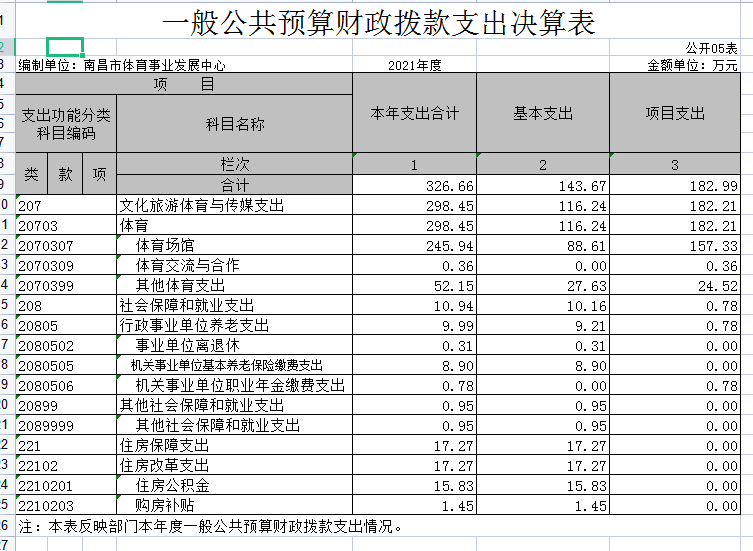 一般公共预算财政拨款支出决算表
公开05表
编制单位：南昌市体育事业发展中心 2021年度 金额单位：万元
项 目 本年支出合计 基本支出 项目支出
支出功能分类科目编码 科目名称
类 款 项 栏次 1 2 3
合计 326.66 143.67 182.99
207 文化旅游体育与传媒支出 298.45 116.24 182.21
20703 体育 298.45 116.24 182.21
2070307 体育场馆 245.94 88.61 157.33
2070309 体育交流与合作 0.36 0.00 0.36
2070399 其他体育支出 52.15 27.63 24.52
208 社会保障和就业支出 10.94 10.16 0.78
20805 行政事业单位养老支出 9.99 9.21 0.78
2080502 事业单位离退休 0.31 0.31 0.00
2080505 机关事业单位基本养老保险缴费支出 8.90 8.90 0.00
2080506 机关事业单位职业年金缴费支出 0.78 0.00 0.78
20899 其他社会保障和就业支出 0.95 0.95 0.00
2089999 其他社会保障和就业支出 0.95 0.95 0.00
221 住房保障支出 17.27 17.27 0.00
22102 住房改革支出 17.27 17.27 0.00
2210201 住房公积金 15.83 15.83 0.00
2210203 购房补贴 1.45 1.45 0.00
注：本表反映部门本年度一般公共预算财政拨款支出情况。